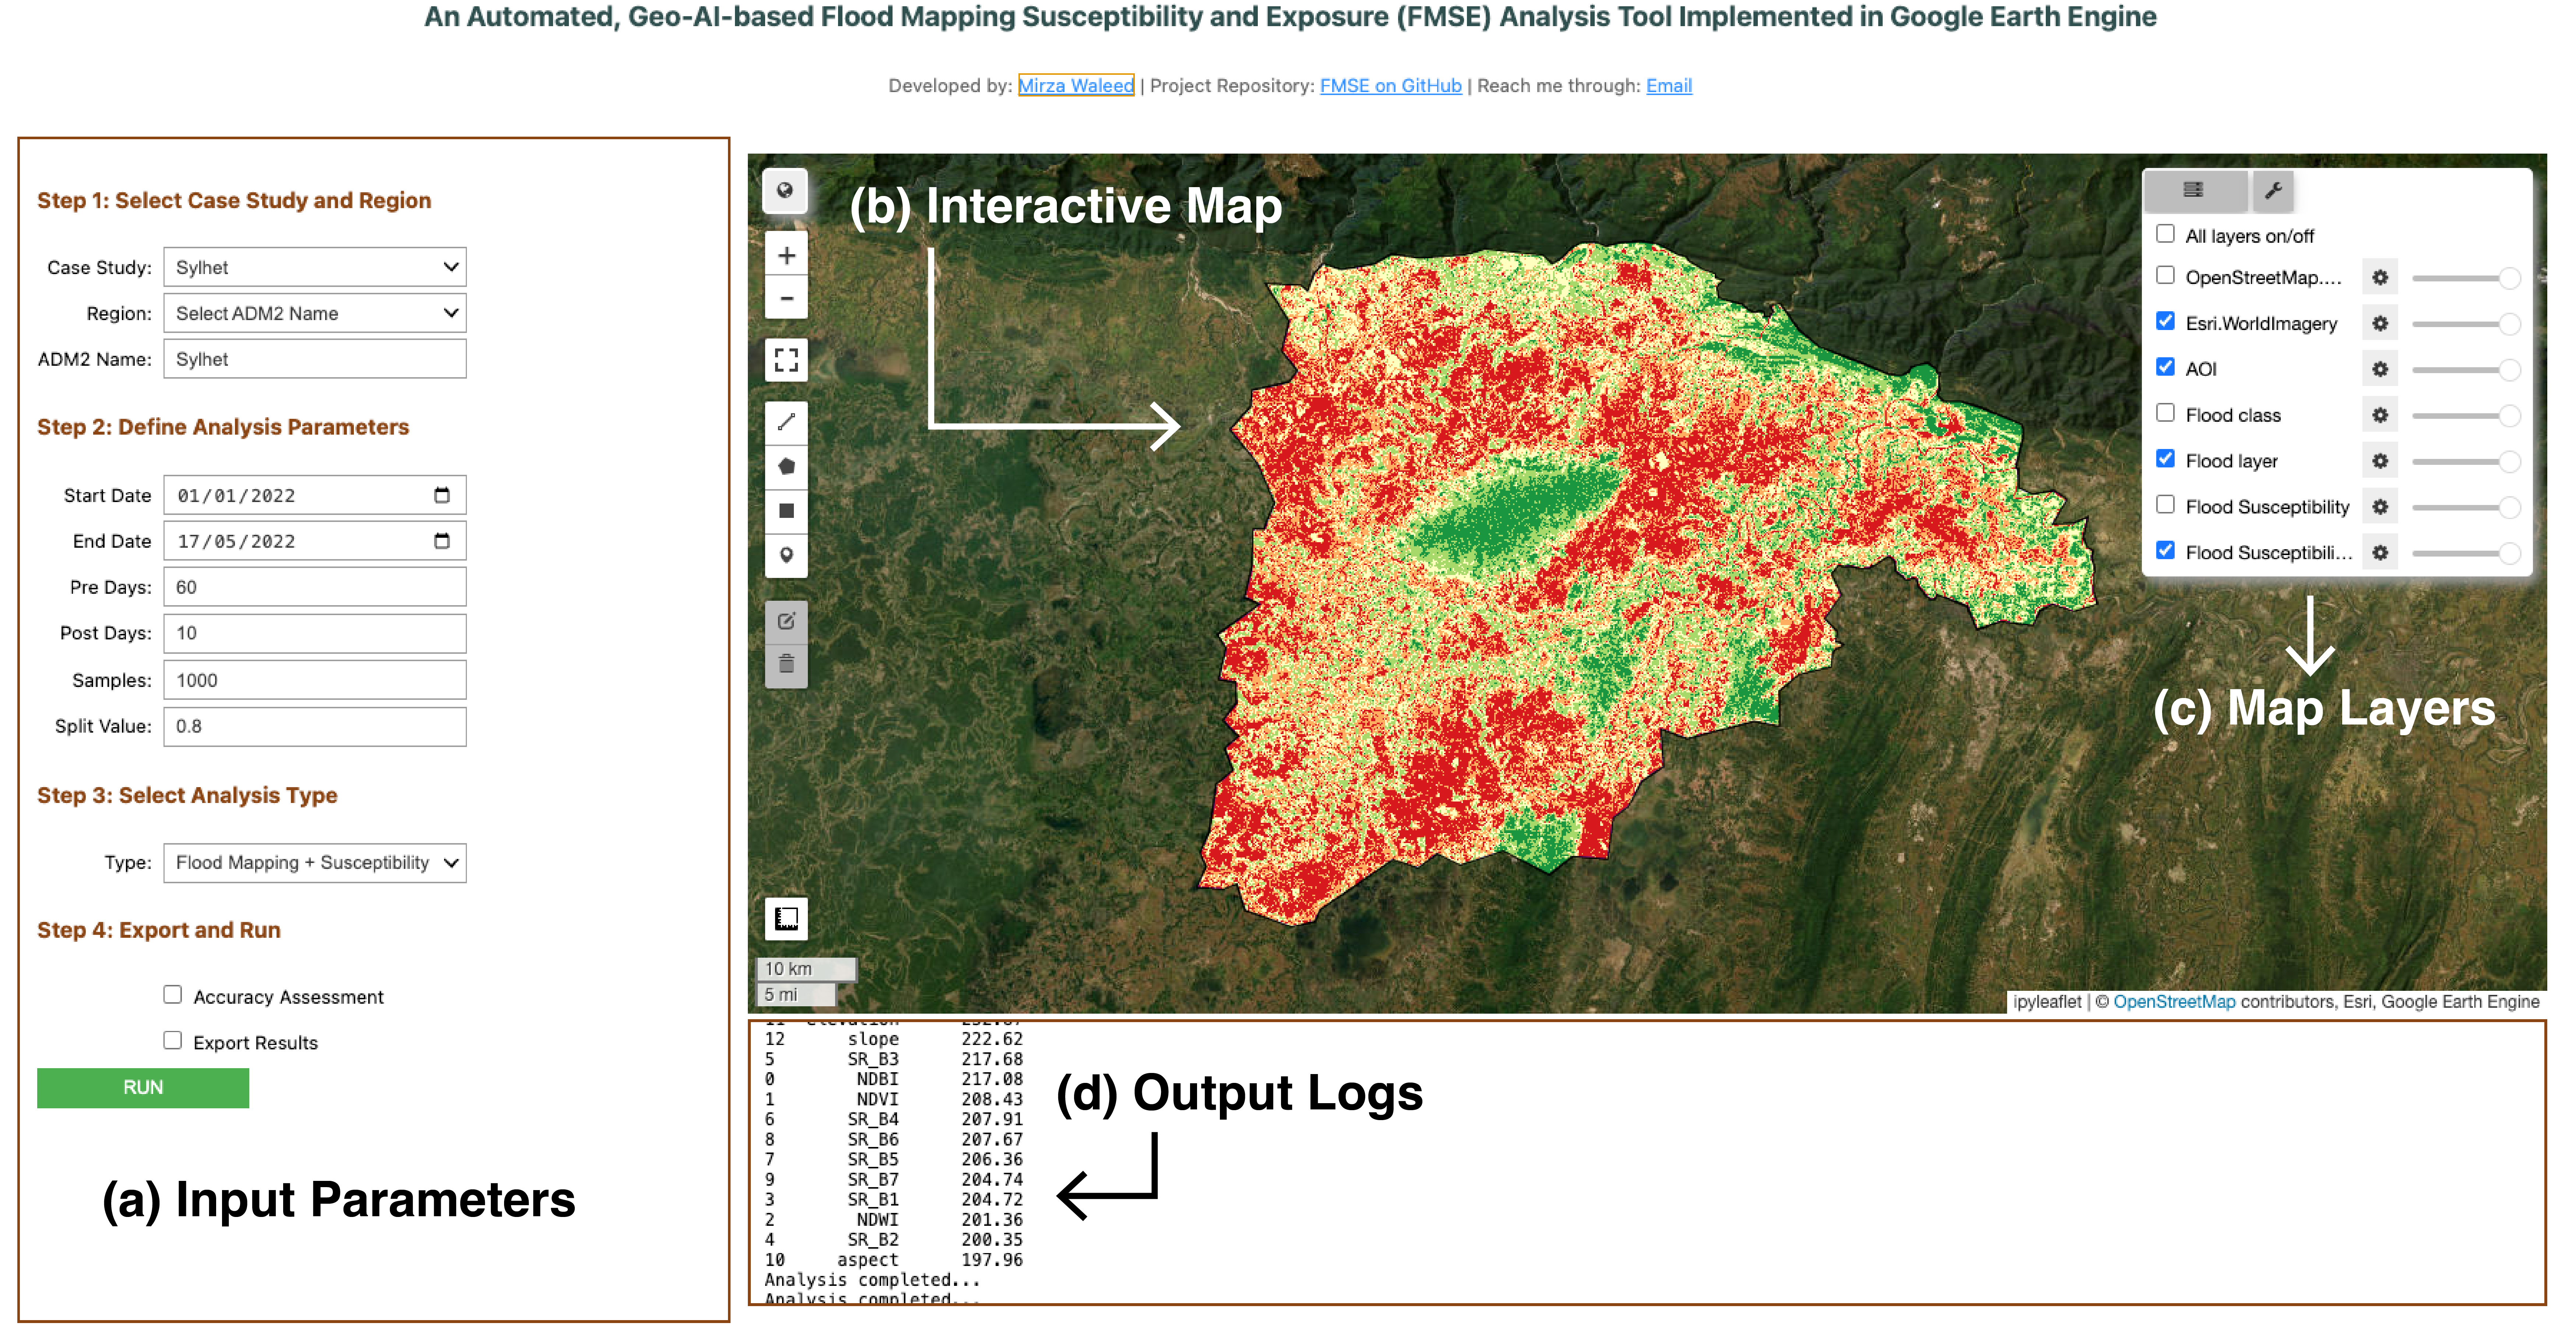 An Automated, Geo-AI-based Flood Mapping Susceptibility and Exposure (FMSE) Analysis Tool Implemented in Google Earth Engine
Developed by: Mirza Waleed | Project Repository: FMSE on GitHub | Reach me through: Email
Step 1: Select Case Study and Region
Case Study: Sylhet
Region: Select ADM2 Name
ADM2 Name: Sylhet
Step 2: Define Analysis Parameters
Start Date 01/01/2022
End Date 17/05/2022
Pre Days: 60
Post Days: 10
Samples: 1000
Split Value: 0.8
Step 3: Select Analysis Type
Type: Flood Mapping + Susceptibility
Step 4: Export and Run
Accuracy Assessment
Export Results
RUN
(a) Input Parameters
(b) Interactive Map
+
-
10 km
5 mi
All layers on/off
OpenStreetMap....
Esri.WorldImagery
AOI
Flood class
Flood layer
Flood Susceptibility
Flood Susceptibili...
(c) Map Layers
ipyleaflet | © OpenStreetMap contributors, Esri, Google Earth Engine
11 elevation 232.87
12 slope 222.62
5 SR_B3 217.68
0 NDBI 217.08
1 NDVI 208.43
6 SR_B4 207.91
8 SR_B6 207.67
7 SR_B5 206.36
9 SR_B7 204.74
3 SR_B1 204.72
2 NDWI 201.36
4 SR_B2 200.35
10 aspect 197.96
Analysis completed...
Analysis completed...
(d) Output Logs